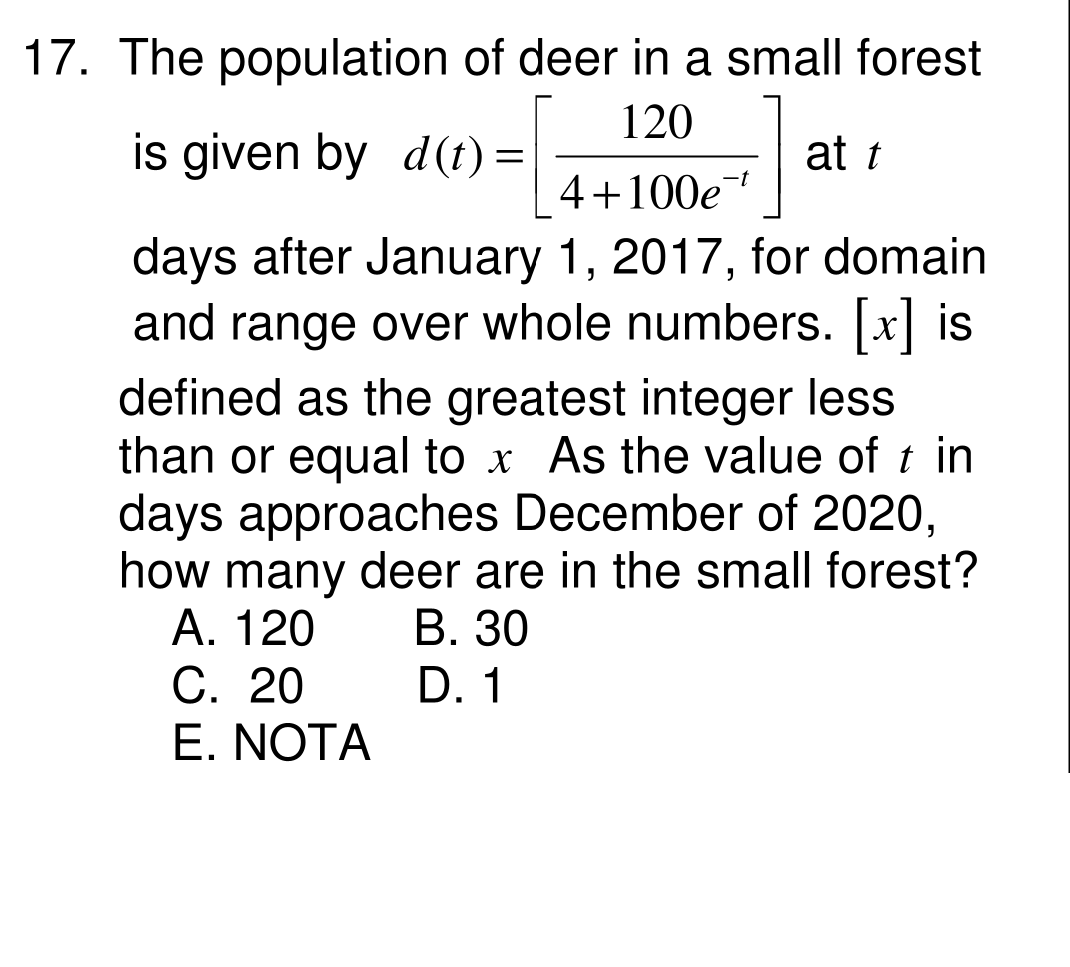 17. The population of deer in a small forest
is given by d(t) = [120 / (4+100e^{-t})] at t
days after January 1, 2017, for domain
and range over whole numbers. [x] is
defined as the greatest integer less
than or equal to x As the value of t in
days approaches December of 2020,
how many deer are in the small forest?
A. 120 B. 30
C. 20 D. 1
E. NOTA